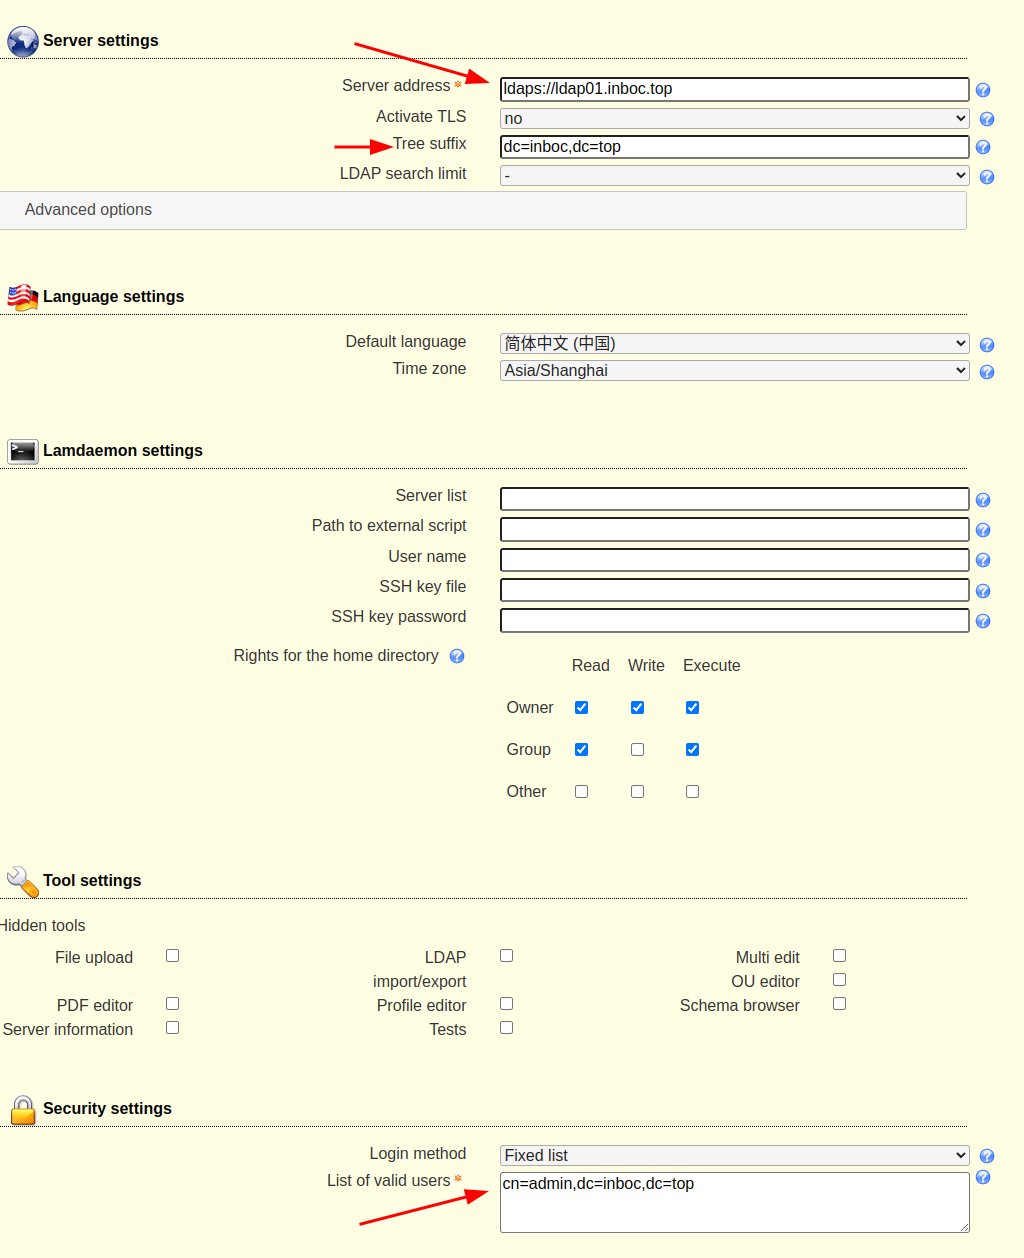 Server settings
Server address* ldaps://ldap01.inboc.top
Activate TLS no
Tree suffix dc=inboc,dc=top
LDAP search limit -
Advanced options
Language settings
Default language 简体中文 (中国)
Time zone Asia/Shanghai
Lamdaemon settings
Server list
Path to external script
User name
SSH key file
SSH key password
Rights for the home directory
Read Write Execute
Owner
Group
Other
Tool settings
Hidden tools
File upload LDAP import/export Multi edit
OU editor
PDF editor Profile editor Schema browser
Server information Tests
Security settings
Login method Fixed list
List of valid users* cn=admin,dc=inboc,dc=top